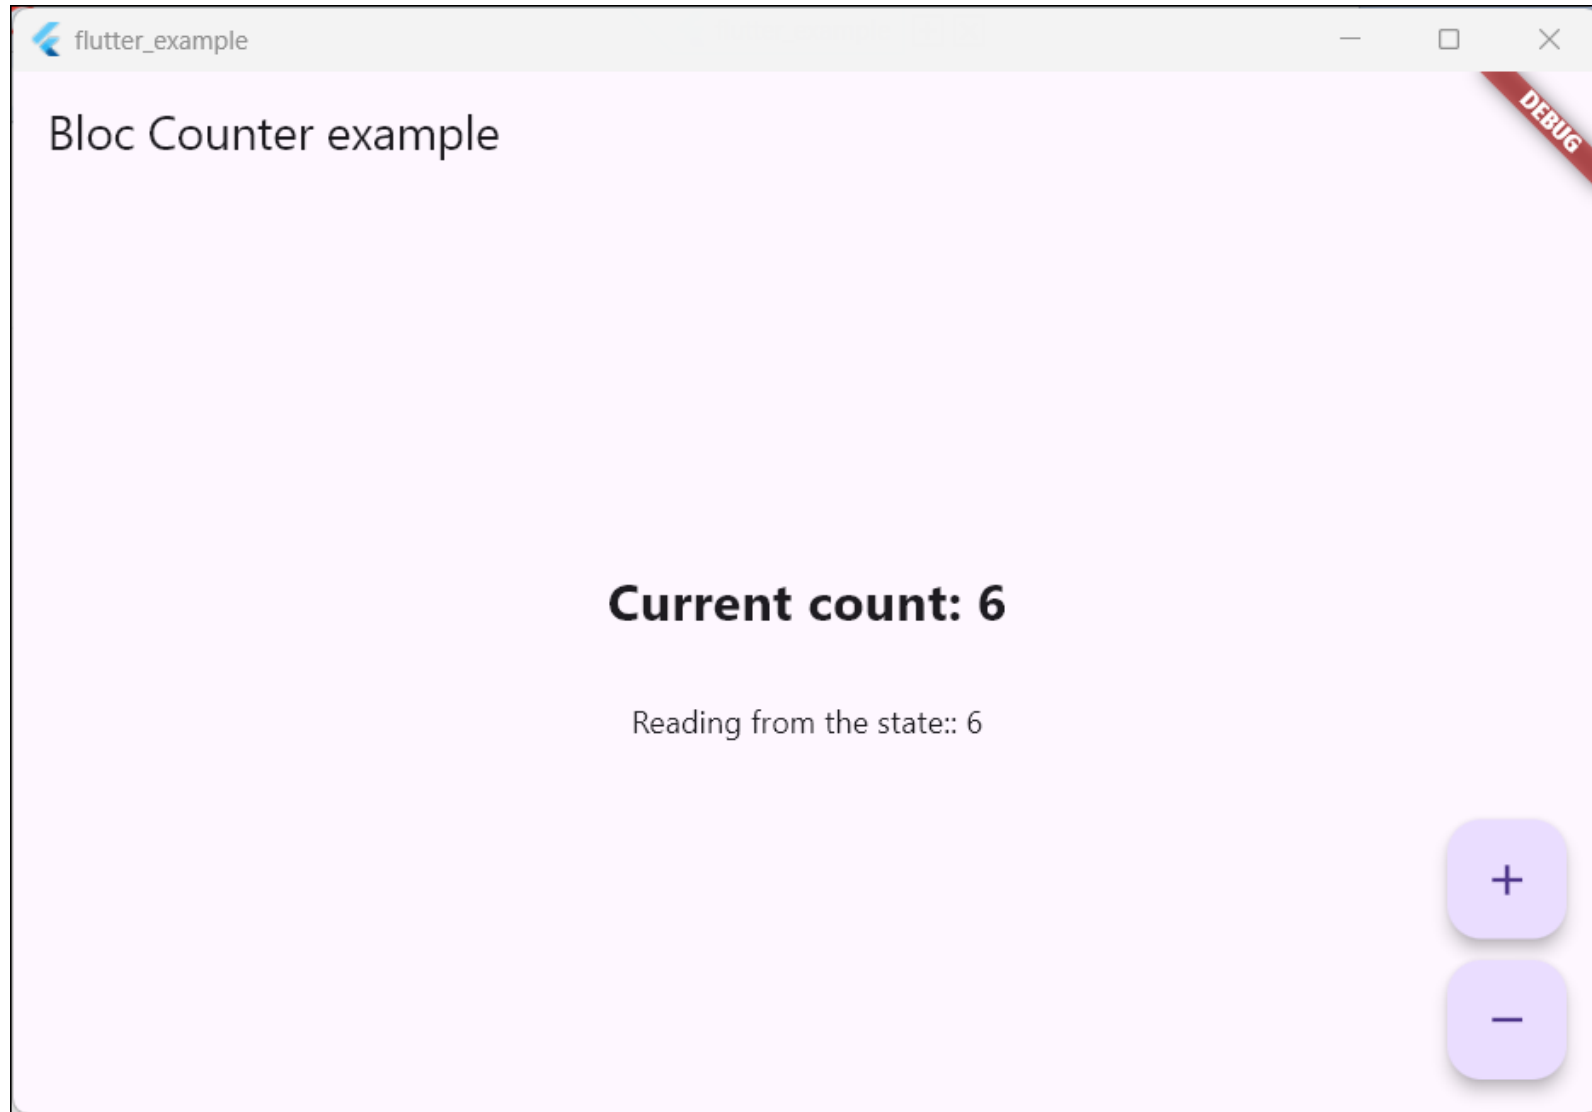 flutter_example
DEBUG
Bloc Counter example
Current count: 6
Reading from the state:: 6
+
−